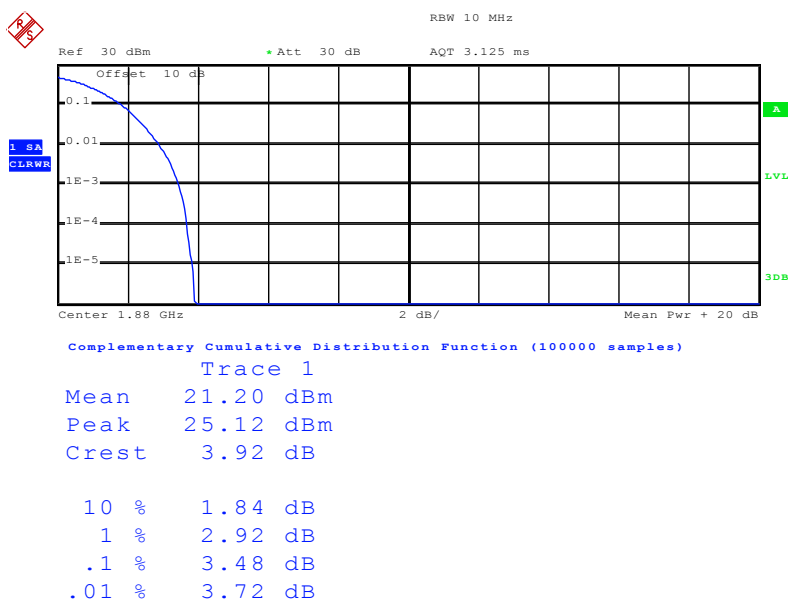 RBW 10 MHz
Ref 30 dBm * Att 30 dB AQT 3.125 ms
Offset 10 dB
0.1
A
0.01
1 SA
CLRWR
1E-3
LVL
1E-4
1E-5
3DB
Center 1.88 GHz 2 dB/ Mean Pwr + 20 dB
Complementary Cumulative Distribution Function (100000 samples)
Trace 1
Mean 21.20 dBm
Peak 25.12 dBm
Crest 3.92 dB
10 % 1.84 dB
1 % 2.92 dB
.1 % 3.48 dB
.01 % 3.72 dB
R S